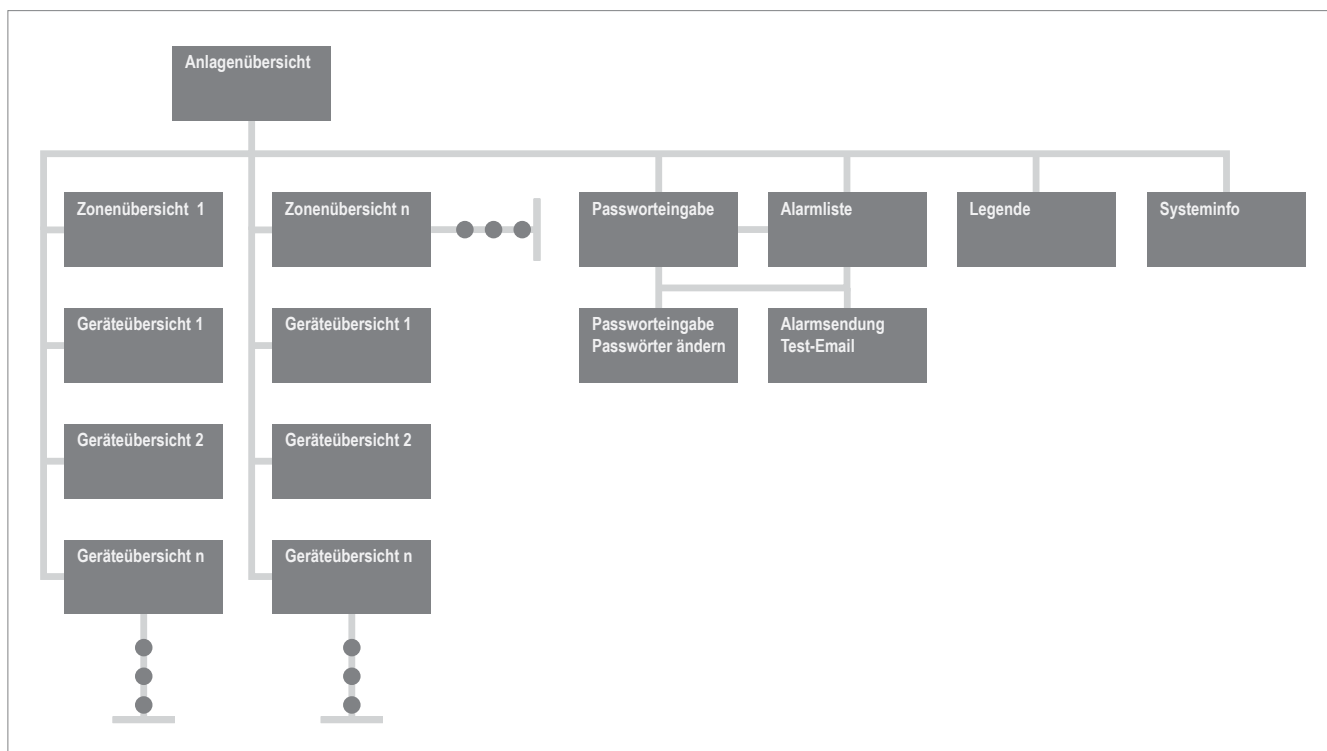 Anlagenübersicht
Zonenübersicht 1
Zonenübersicht n
Passworteingabe
Alarmliste
Legende
Systeminfo
Geräteübersicht 1
Geräteübersicht 1
Passworteingabe
Passwörter ändern
Alarmsendung
Test-Email
Geräteübersicht 2
Geräteübersicht 2
Geräteübersicht n
Geräteübersicht n